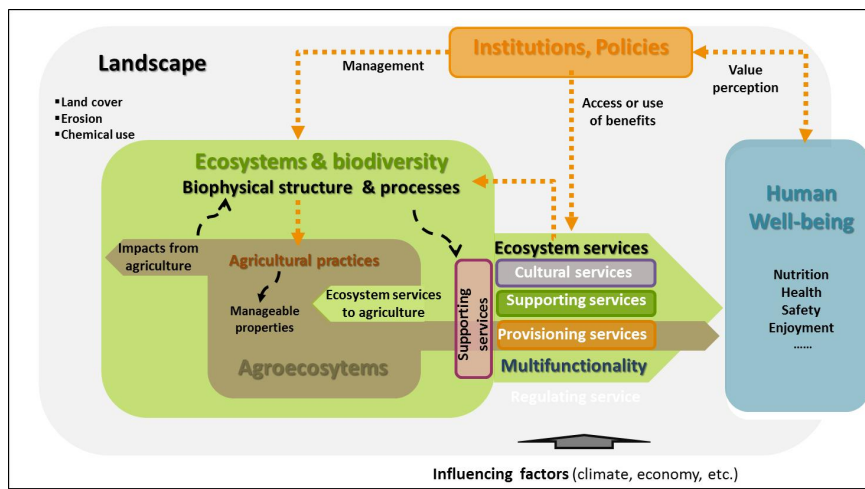 Institutions, Policies
Landscape
Management
Value
perception
▪Land cover
▪Erosion
▪Chemical use
Access or use
of benefits
Ecosystems & biodiversity
Biophysical structure & processes
Human
Well-being
Impacts from
agriculture
Agricultural practices
Ecosystem services
Cultural services
Supporting services
Provisioning services
Multifunctionality
Regulating service
Supporting
services
Ecosystem services
to agriculture
Manageable
properties
Agroecosytems
Nutrition
Health
Safety
Enjoyment
......
Influencing factors (climate, economy, etc.)